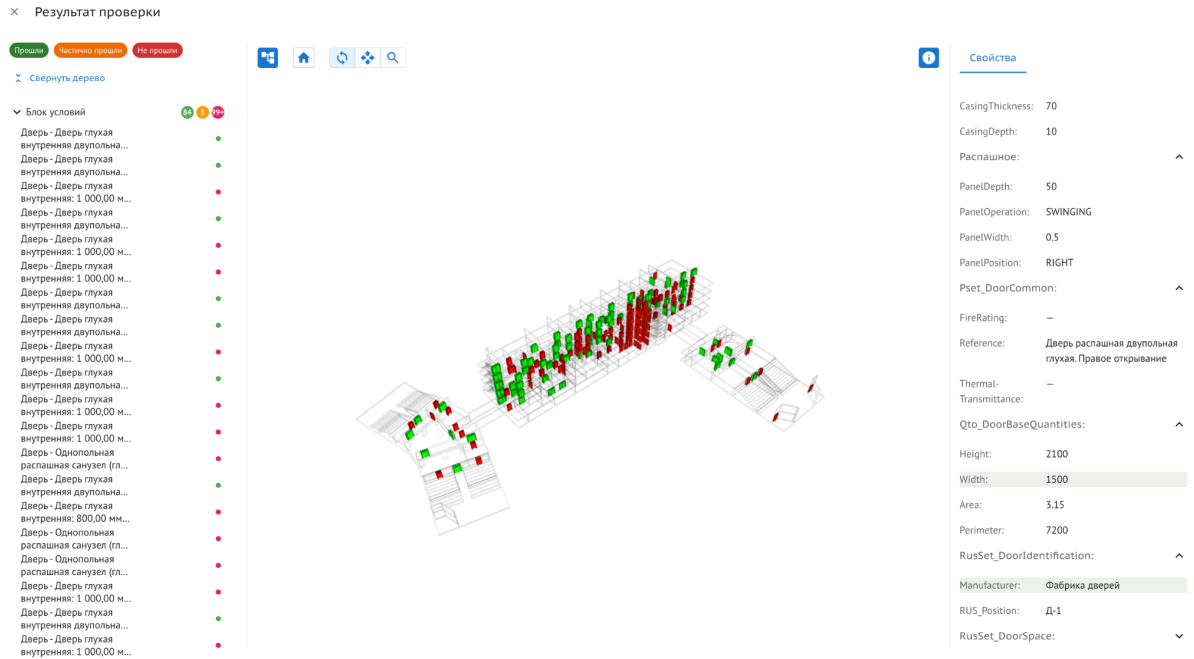 Результат проверки
Прошли
Частично прошли
Не прошли
Свернуть дерево
Блок условий
84
3
99+
Дверь - Дверь глухая
внутренняя двупольна...
Дверь - Дверь глухая
внутренняя двупольна...
Дверь - Дверь глухая
внутренняя: 1 000,00 м...
Дверь - Дверь глухая
внутренняя двупольна...
Дверь - Дверь глухая
внутренняя: 1 000,00 м...
Дверь - Дверь глухая
внутренняя: 1 000,00 м...
Дверь - Дверь глухая
внутренняя двупольна...
Дверь - Дверь глухая
внутренняя двупольна...
Дверь - Дверь глухая
внутренняя: 1 000,00 м...
Дверь - Дверь глухая
внутренняя двупольна...
Дверь - Дверь глухая
внутренняя: 1 000,00 м...
Дверь - Дверь глухая
внутренняя: 1 000,00 м...
Дверь - Однопольная
распашная санузел (гл...
Дверь - Дверь глухая
внутренняя двупольна...
Дверь - Дверь глухая
внутренняя: 800,00 мм...
Дверь - Однопольная
распашная санузел (гл...
Дверь - Однопольная
распашная санузел (гл...
Дверь - Дверь глухая
внутренняя: 1 000,00 м...
Дверь - Дверь глухая
внутренняя двупольна...
Дверь - Дверь глухая
внутренняя: 1 000,00 м...
Свойства
CasingThickness: 70
CasingDepth: 10
Распашное:
PanelDepth: 50
PanelOperation: SWINGING
PanelWidth: 0.5
PanelPosition: RIGHT
Pset_DoorCommon:
FireRating: —
Reference: Дверь распашная двупольная
глухая. Правое открывание
Thermal- —
Transmittance:
Qto_DoorBaseQuantities:
Height: 2100
Width: 1500
Area: 3.15
Perimeter: 7200
RusSet_DoorIdentification:
Manufacturer: Фабрика дверей
RUS_Position: Д-1
RusSet_DoorSpace: